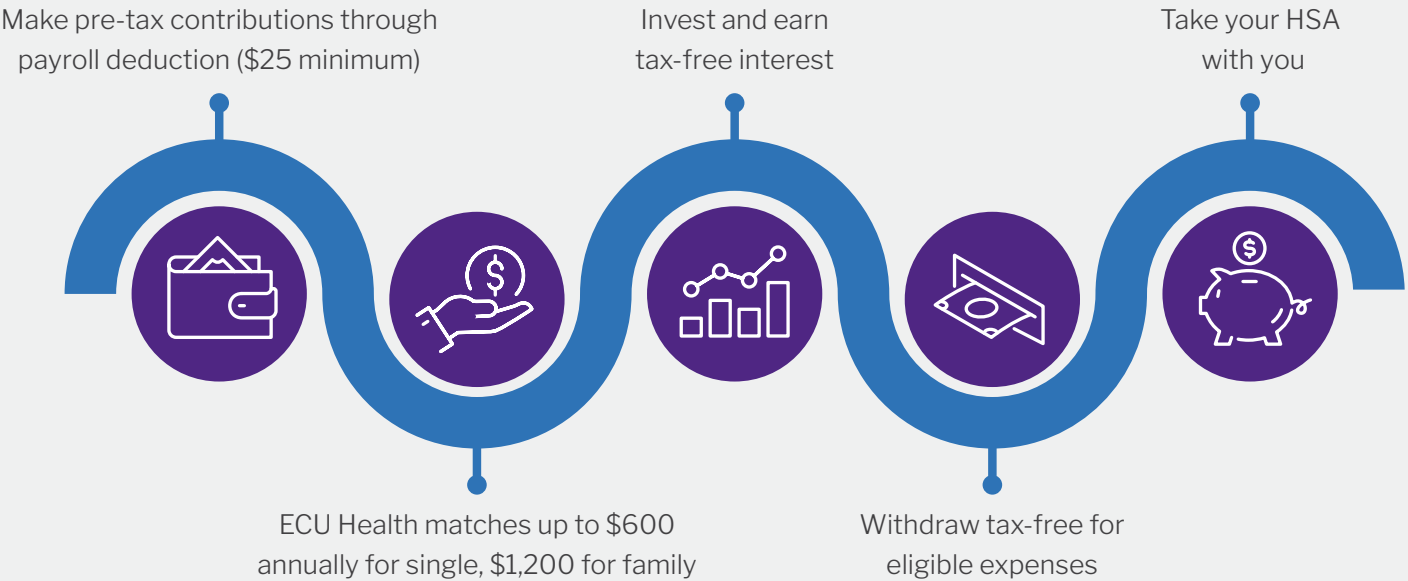 Make pre-tax contributions through
payroll deduction ($25 minimum)
ECU Health matches up to $600
annually for single, $1,200 for family
Invest and earn
tax-free interest
Withdraw tax-free for
eligible expenses
Take your HSA
with you